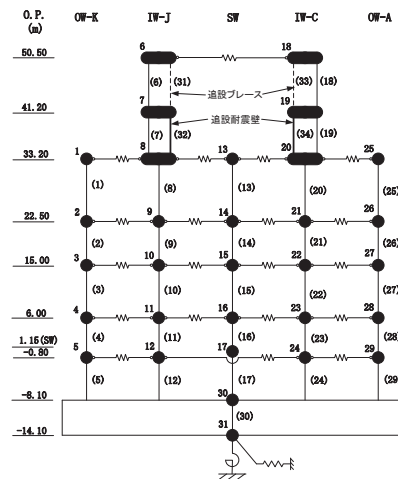 O.P. OW-K IW-J SW IW-C OW-A
(m)
50.50 6 18
(6) (31) (33) (18)
追設ブレース
41.20 7 19
追設耐震壁
(7) (32) (34) (19)
33.20 1 8 13 20 25
(1) (8) (13) (20) (25)
22.50 2 9 14 21 26
(2) (9) (14) (21) (26)
15.00 3 10 15 22 27
(3) (10) (15) (22) (27)
6.00 4 11 16 23 28
1.15(SW) (4) (11) (16) (23) (28)
-0.80 5 12 17 24 29
(5) (12) (17) (24) (29)
-8.10 30
(30)
-14.10 31